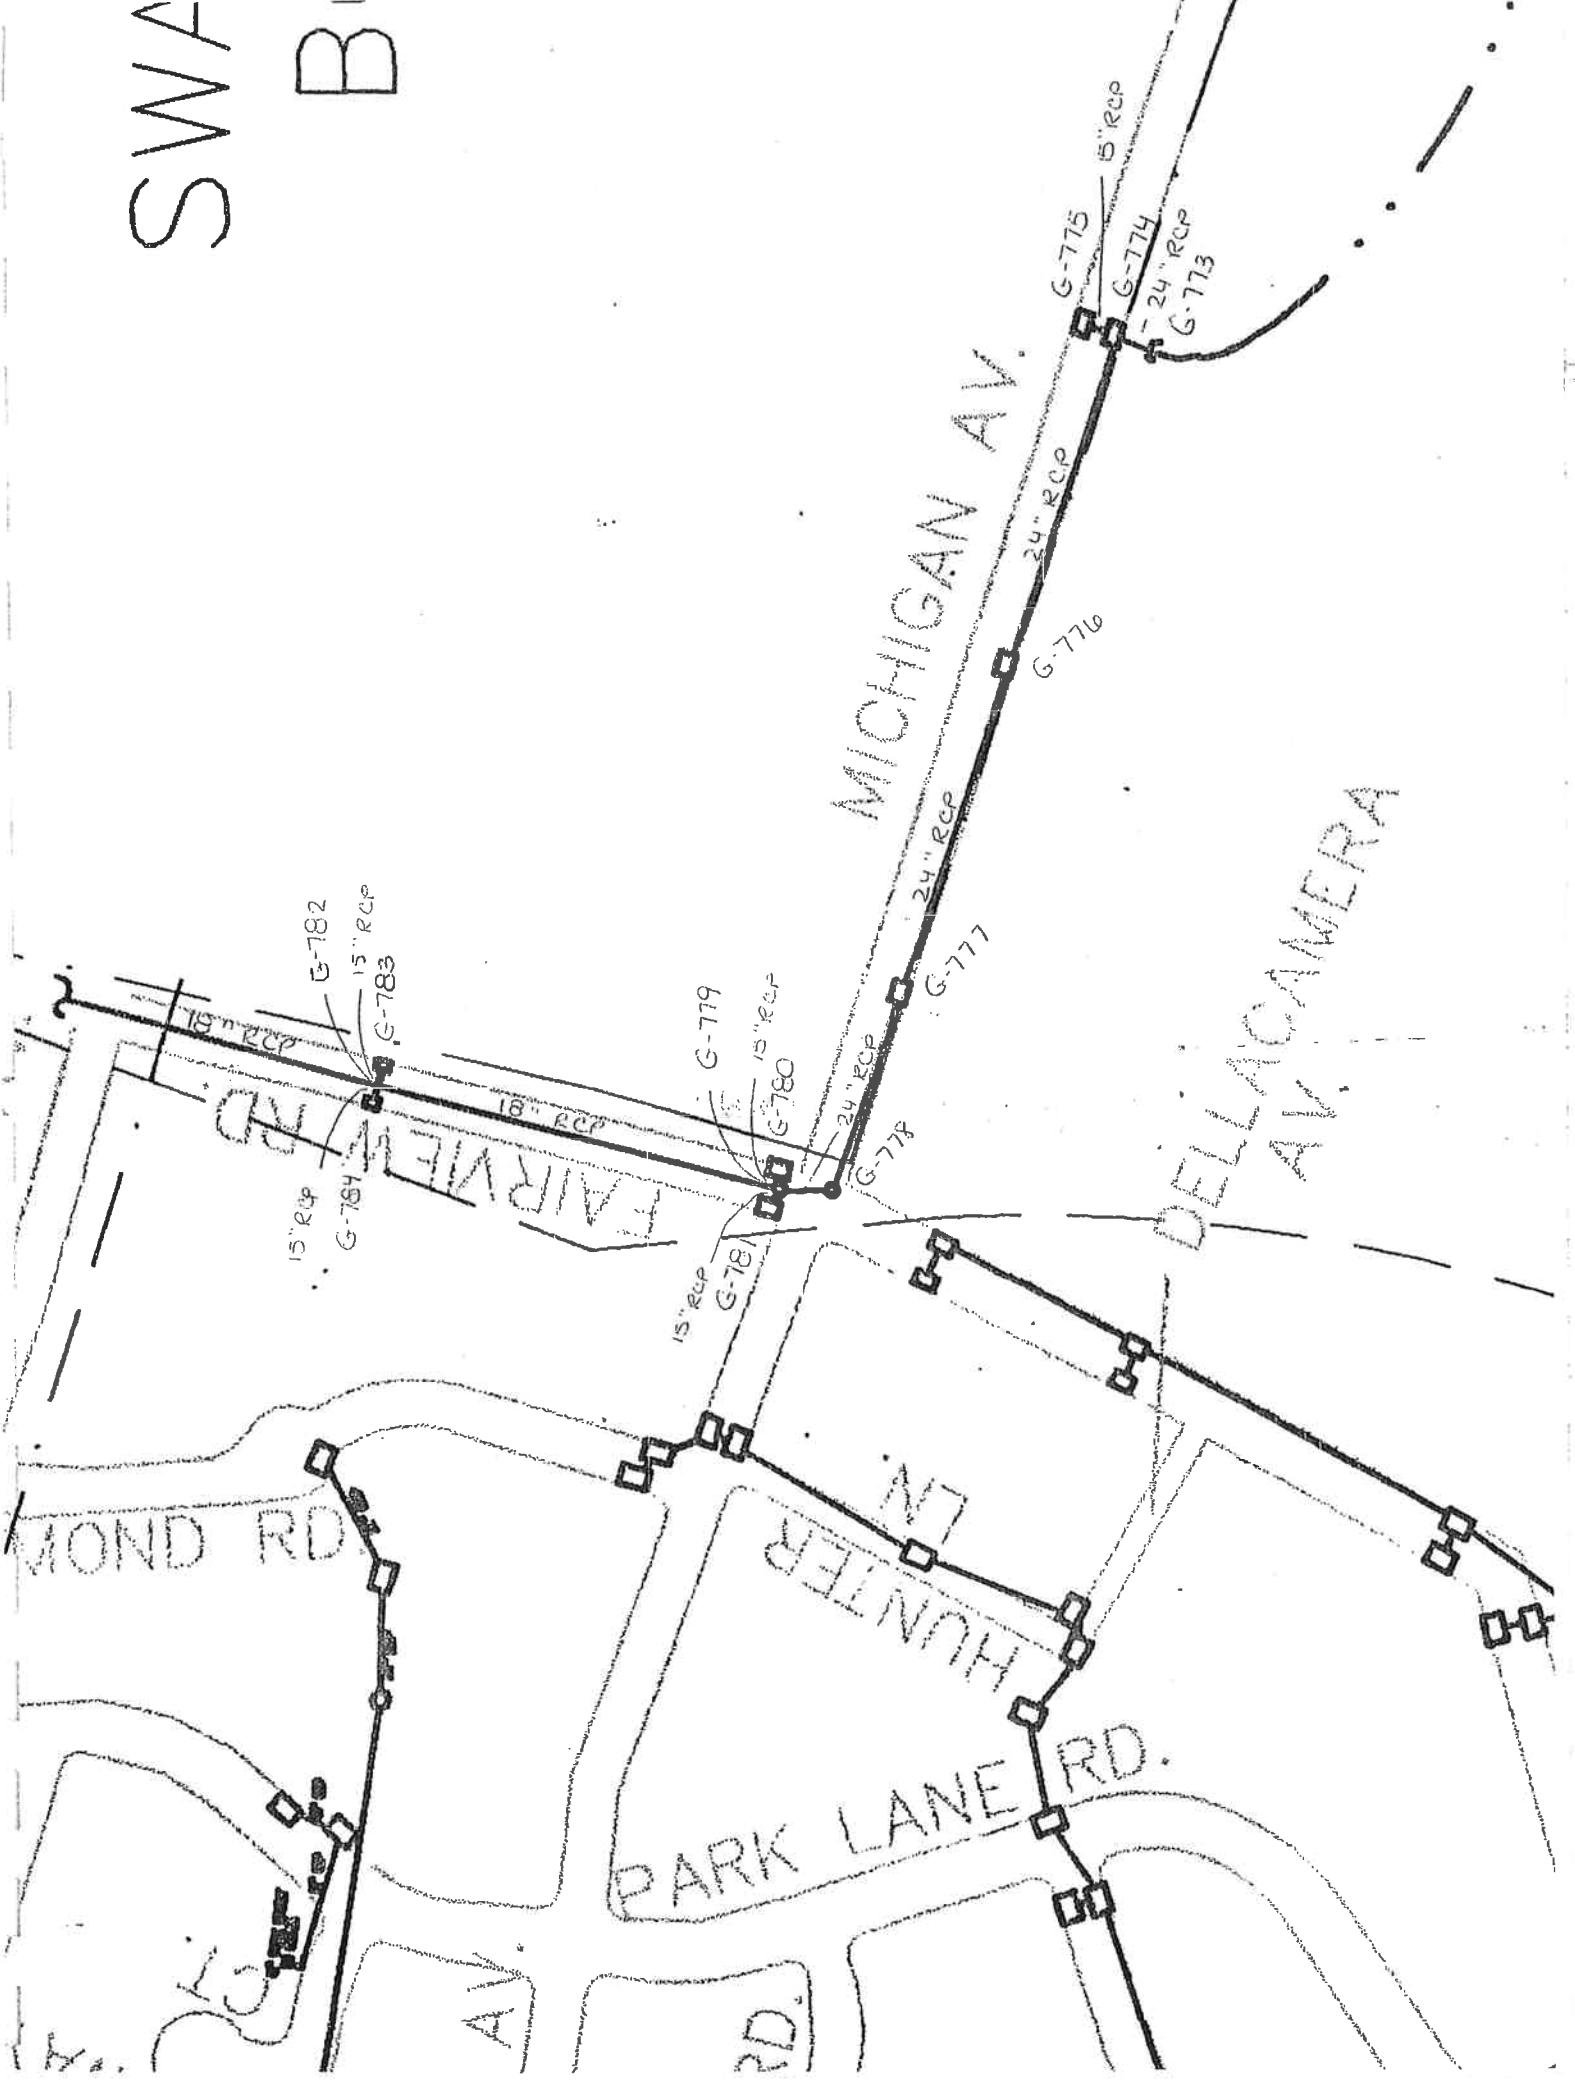 SWA
G-775
15" RCP
G-774
24" RCP
G-773
MICHIGAN AV.
24" RCP
G-776
24" RCP
G-777
24" RCP
G-778
G-782
15" RCP
G-783
18" RCP
FAIRVIEW RD
15" RCP
G-784
18" RCP
G-779
15" RCP
G-780
15" RCP
G-781
DELLACAMERA
AV.
MOND RD.
HUNTER
LN
PARK LANE RD.
CT
AV.
RD.